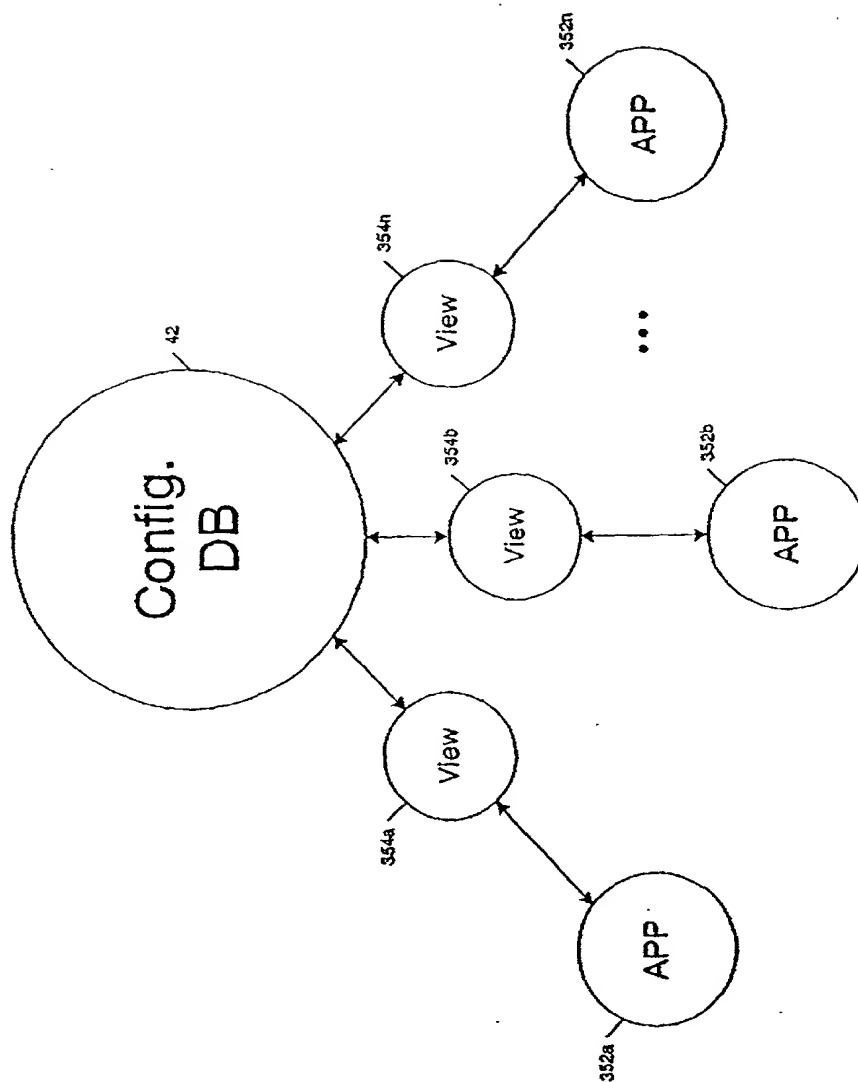 42
Config.
DB
354a
View
354b
View
354n
View
...
352a
APP
352b
APP
352n
APP